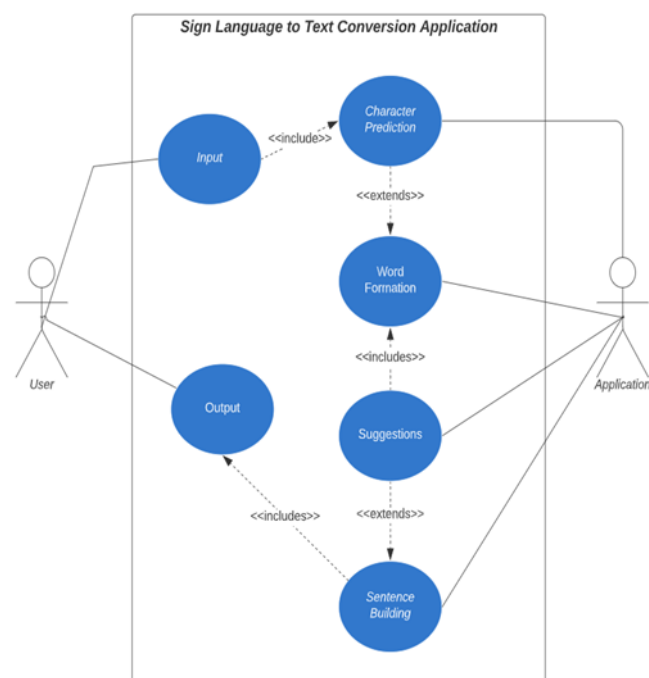 Sign Language to Text Conversion Application
Character
Prediction
<<include>>
Input
<<extends>>
Word
Formation
User
Application
<<includes>>
Output
Suggestions
<<includes>>
<<extends>>
Sentence
Building